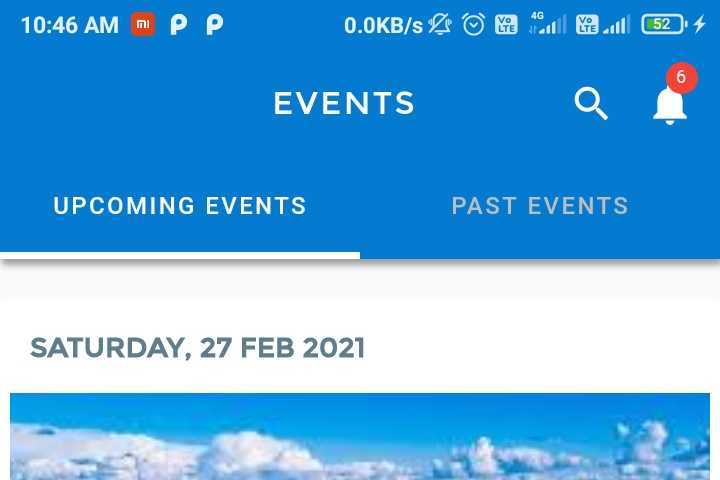 10:46 AM mi P P 0.0KB/s Vo LTE 4G Vo LTE 52
EVENTS 6
UPCOMING EVENTS PAST EVENTS
SATURDAY, 27 FEB 2021